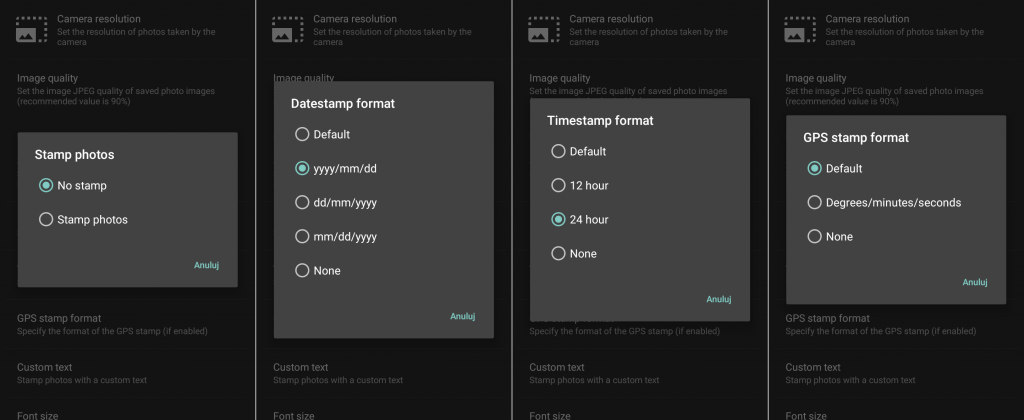 Camera resolution
Set the resolution of photos taken by the
camera
Image quality
Set the image JPEG quality of saved photo images
(recommended value is 90%)
Stamp photos
No stamp
Stamp photos
Anuluj
GPS stamp format
Specify the format of the GPS stamp (if enabled)
Custom text
Stamp photos with a custom text
Font size
Camera resolution
Set the resolution of photos taken by the
camera
Image quality
Datestamp format
Default
yyyy/mm/dd
dd/mm/yyyy
mm/dd/yyyy
None
Anuluj
Custom text
Stamp photos with a custom text
Font size
Camera resolution
Set the resolution of photos taken by the
camera
Image quality
Set the image JPEG quality of saved photo images
Timestamp format
Default
12 hour
24 hour
None
Anuluj
Specify the format of the GPS stamp (if enabled)
Custom text
Stamp photos with a custom text
Font size
Camera resolution
Set the resolution of photos taken by the
camera
Image quality
Set the image JPEG quality of saved photo images
(recommended value is 90%)
GPS stamp format
Default
Degrees/minutes/seconds
None
Anuluj
GPS stamp format
Specify the format of the GPS stamp (if enabled)
Custom text
Stamp photos with a custom text
Font size